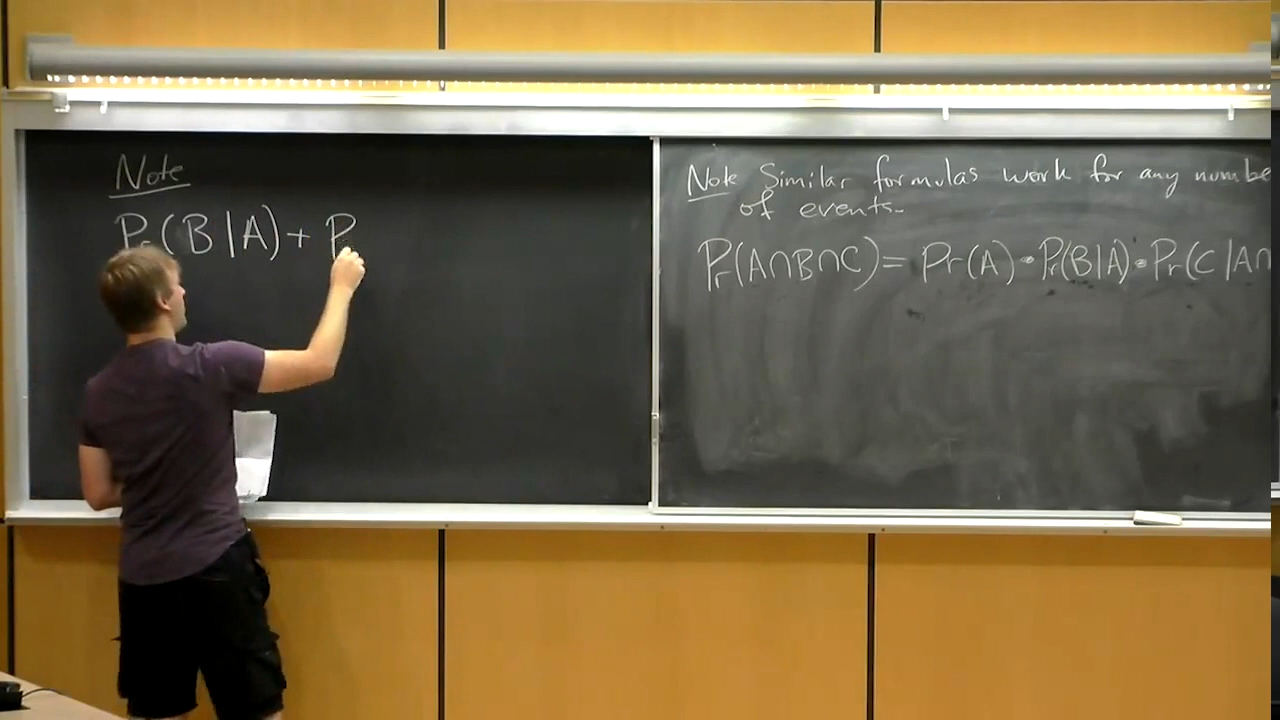 Note
Pr(B|A)+ P
Note Similar formulas work for any numbe
of events.
Pr(A∩B∩C)= Pr(A)•Pr(B|A)•Pr(C|A∩